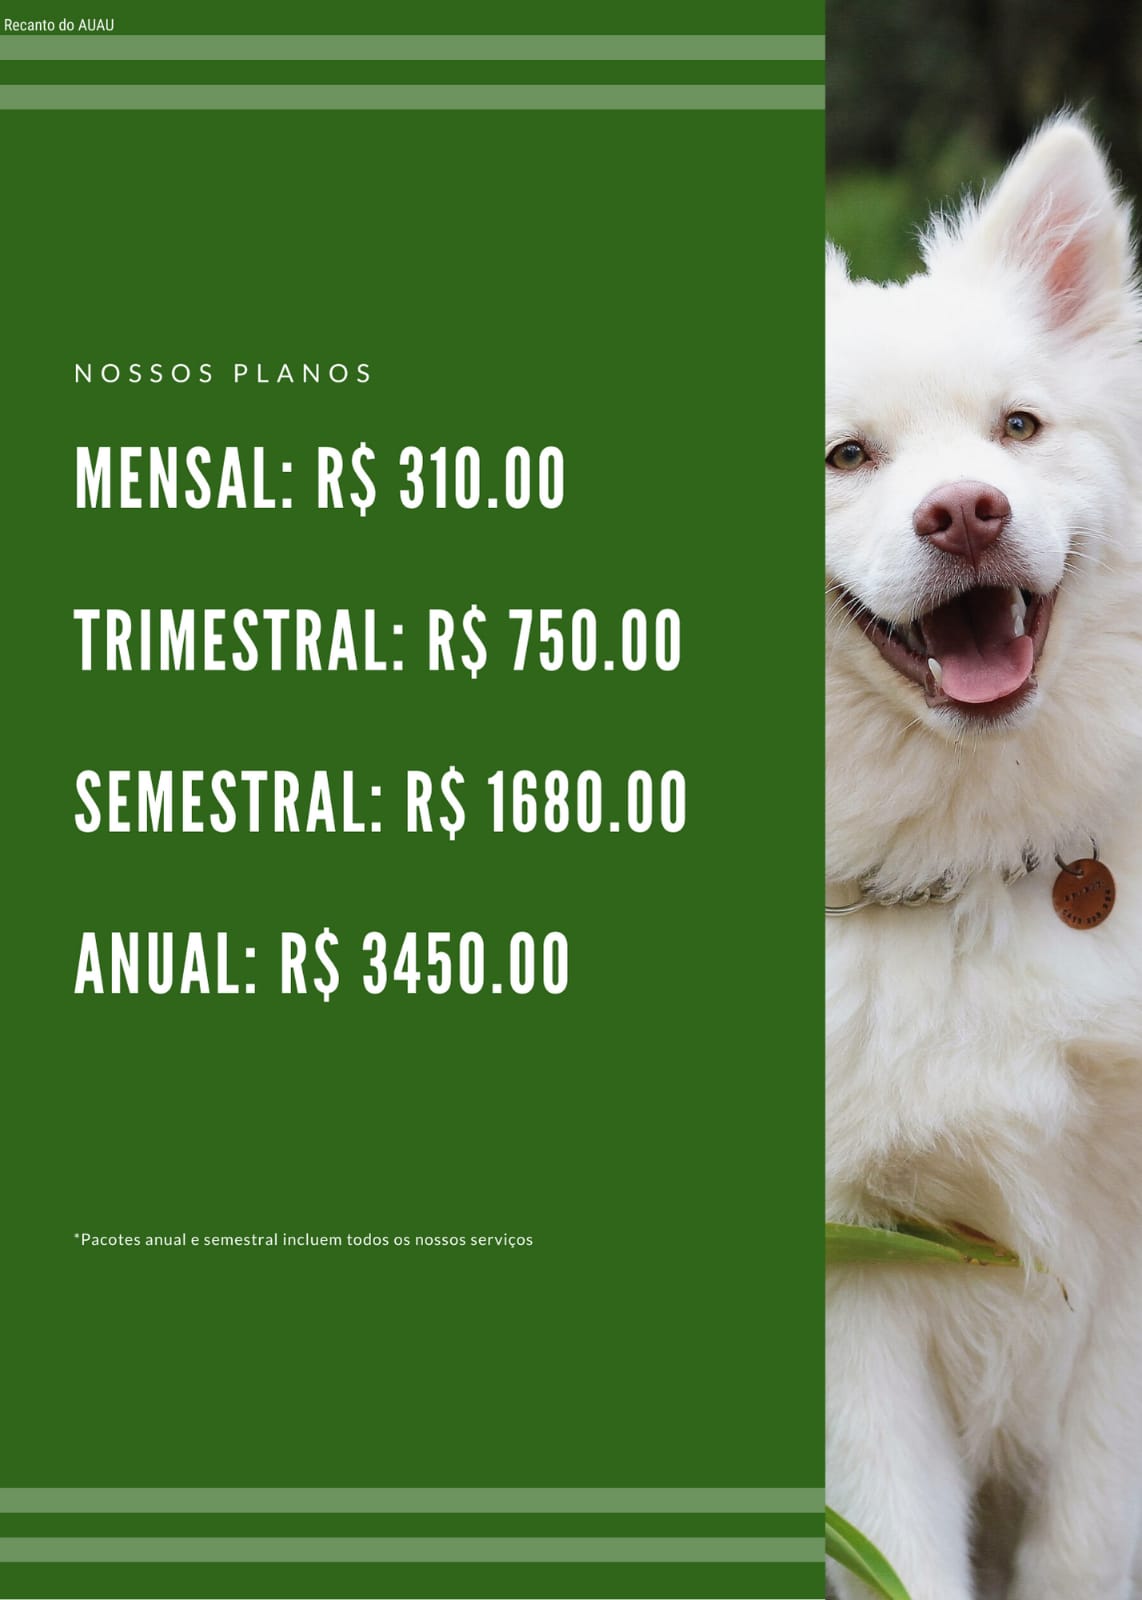 Recanto do AUAU
NOSSOS PLANOS
MENSAL: R$ 310.00
TRIMESTRAL: R$ 750.00
SEMESTRAL: R$ 1680.00
ANUAL: R$ 3450.00
*Pacotes anual e semestral incluem todos os nossos serviços